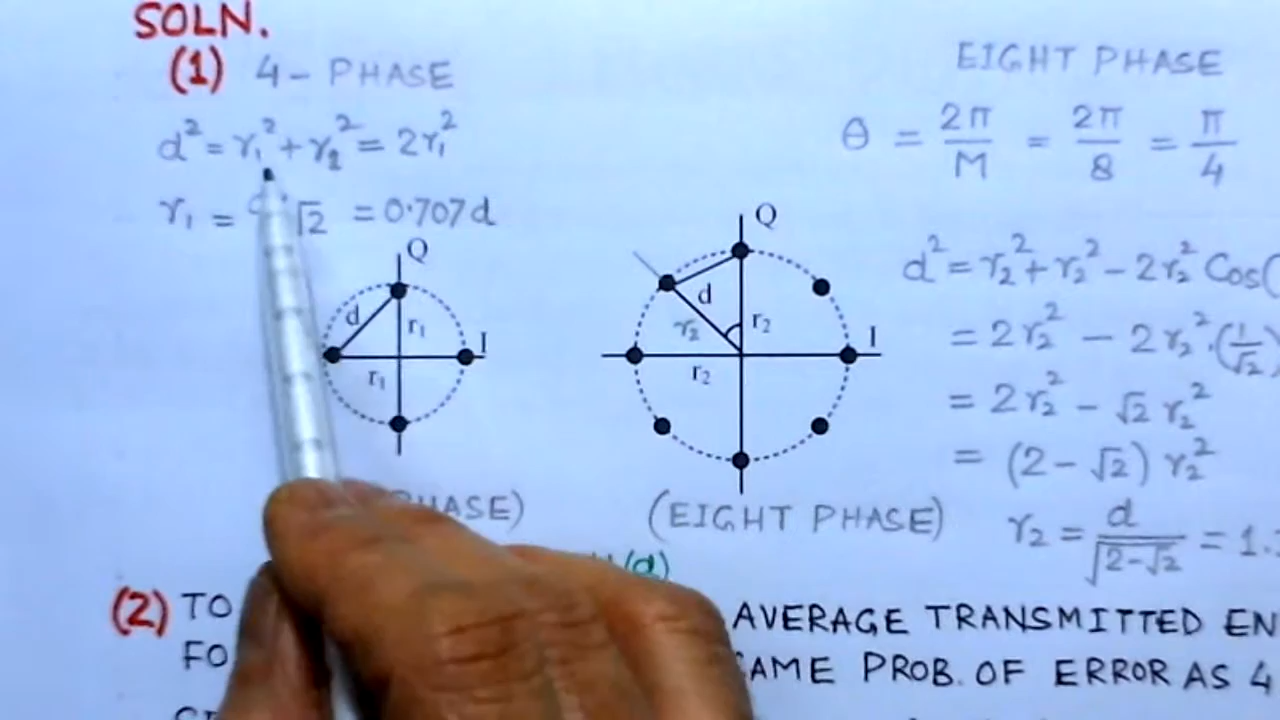 SOLN.
(1) 4- PHASE
d² = r₁² + r₂² = 2r₁²
r₁ = √2 = 0.707d
Q
d
r₁
I
r₁
PHASE)
Q
d
r₂
r₂
I
r₂
(EIGHT PHASE)
EIGHT PHASE
θ = 2π/M = 2π/8 = π/4
d² = r₂² + r₂² - 2r₂² Cos(
= 2r₂² - 2r₂².(1/√2)
= 2r₂² - √2 r₂²
= (2-√2) r₂²
r₂ = d/√(2-√2) = 1.
(d)
(2) TO AVERAGE TRANSMITTED EN
FO AME PROB. OF ERROR AS 4